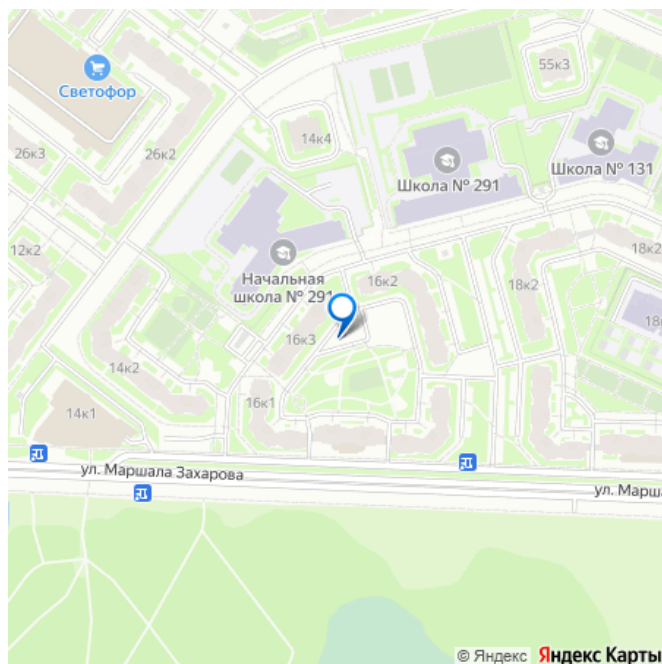 55к3
Светофор
14к4
26к3
26к2
Школа № 291
Школа № 131
12к2
Начальная
школа № 291
16к2
18к2
18к2
16к3
14к2
16к1
14к1
ул. Маршала Захарова
ул. Марша
© Яндекс
Яндекс Карты